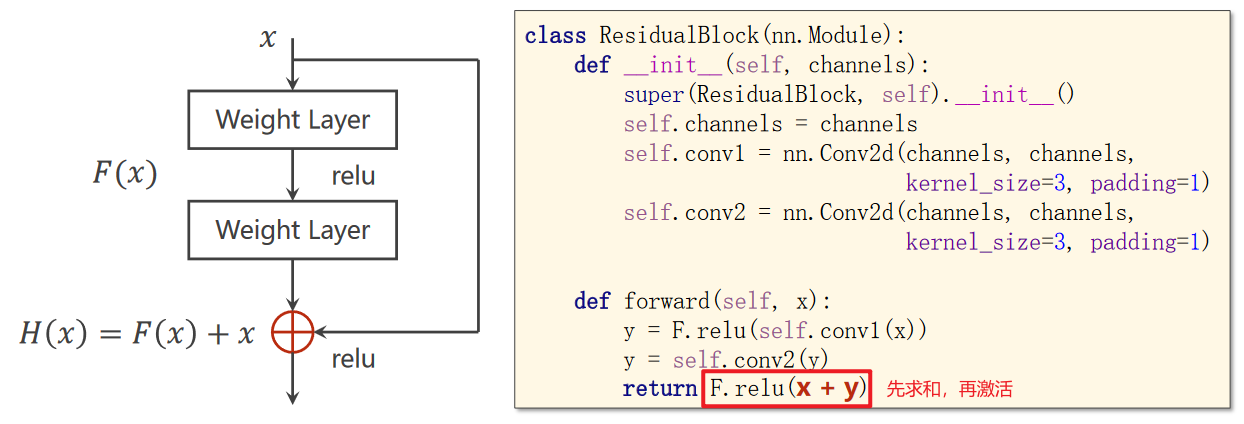 x
Weight Layer
F(x)
relu
Weight Layer
H(x) = F(x) + x
relu
class ResidualBlock(nn.Module):
    def __init__(self, channels):
        super(ResidualBlock, self).__init__()
        self.channels = channels
        self.conv1 = nn.Conv2d(channels, channels,
                               kernel_size=3, padding=1)
        self.conv2 = nn.Conv2d(channels, channels,
                               kernel_size=3, padding=1)
    def forward(self, x):
        y = F.relu(self.conv1(x))
        y = self.conv2(y)
        return F.relu(x + y) 先求和，再激活